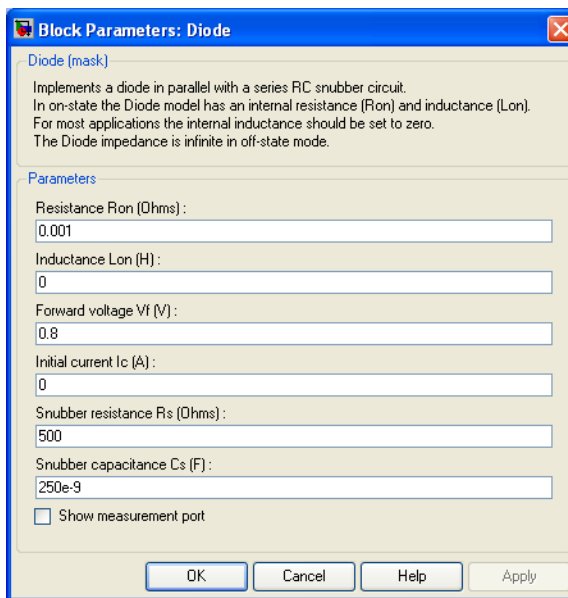 Block Parameters: Diode
Diode (mask)
Implements a diode in parallel with a series RC snubber circuit.
In on-state the Diode model has an internal resistance (Ron) and inductance (Lon).
For most applications the internal inductance should be set to zero.
The Diode impedance is infinite in off-state mode.
Parameters
Resistance Ron (Ohms) :
0.001
Inductance Lon (H) :
0
Forward voltage Vf (V) :
0.8
Initial current Ic (A) :
0
Snubber resistance Rs (Ohms) :
500
Snubber capacitance Cs (F) :
250e-9
Show measurement port
OK Cancel Help Apply